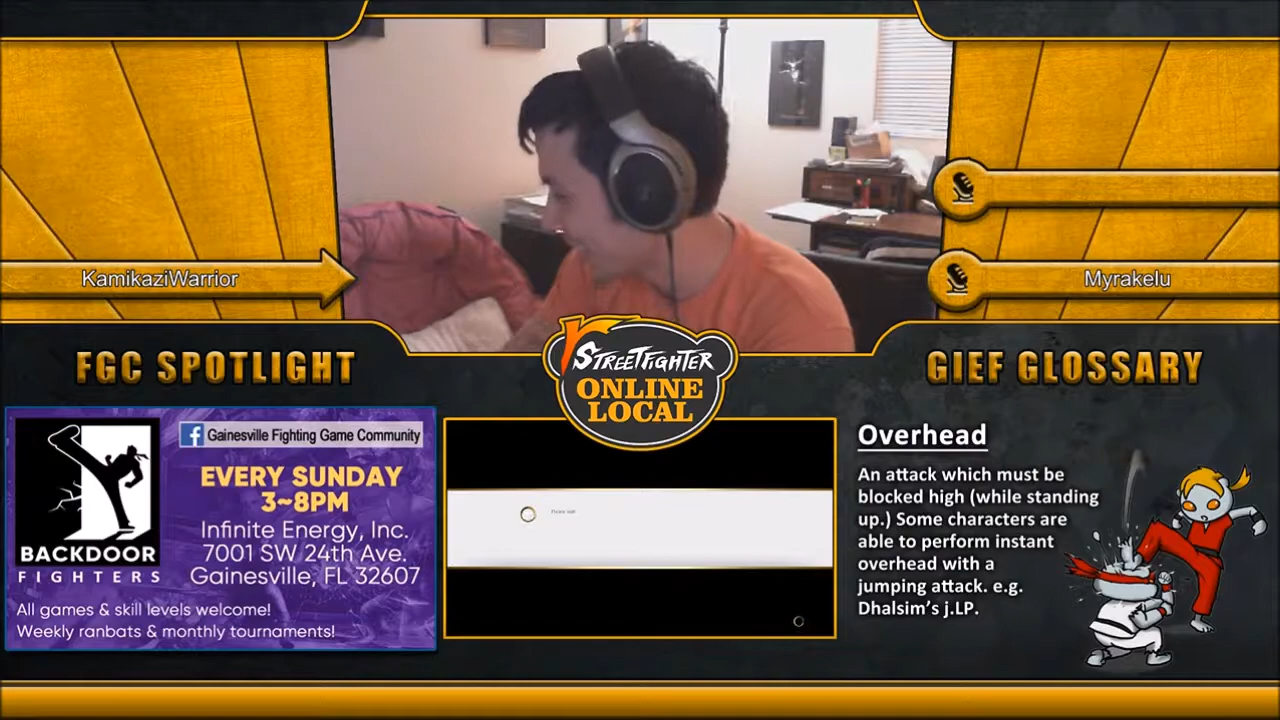 KamikaziWarrior
Myrakelu
FGC SPOTLIGHT
STREETFIGHTER
ONLINE
LOCAL
GIEF GLOSSARY
Gainesville Fighting Game Community
EVERY SUNDAY
3~8PM
Infinite Energy, Inc.
7001 SW 24th Ave.
Gainesville, FL 32607
BACKDOOR
FIGHTERS
All games & skill levels welcome!
Weekly ranbats & monthly tournaments!
Please wait
Overhead
An attack which must be
blocked high (while standing
up.) Some characters are
able to perform instant
overhead with a
jumping attack. e.g.
Dhalsim's j.LP.